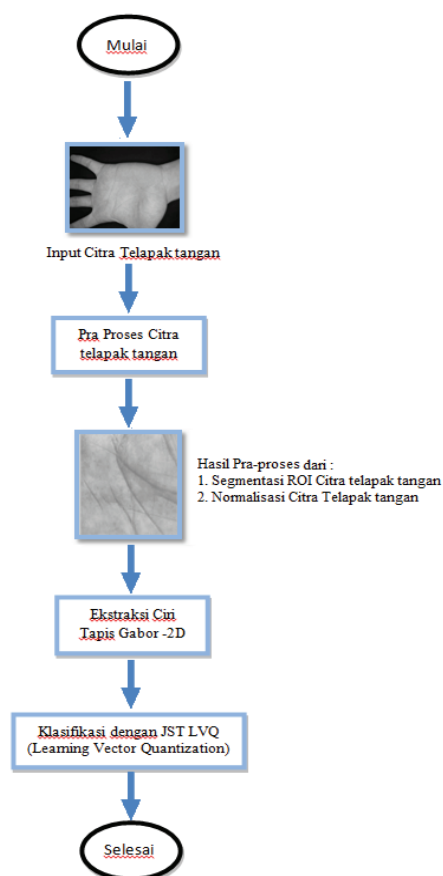 Mulai
Input Citra Telapak tangan
Pra Proses Citra
telapak tangan
Hasil Pra-proses dari :
1. Segmentasi ROI Citra telapak tangan
2. Normalisasi Citra Telapak tangan
Ekstraksi Ciri
Tapis Gabor -2D
Klasifikasi dengan JST LVQ
(Learning Vector Quantization)
Selesai